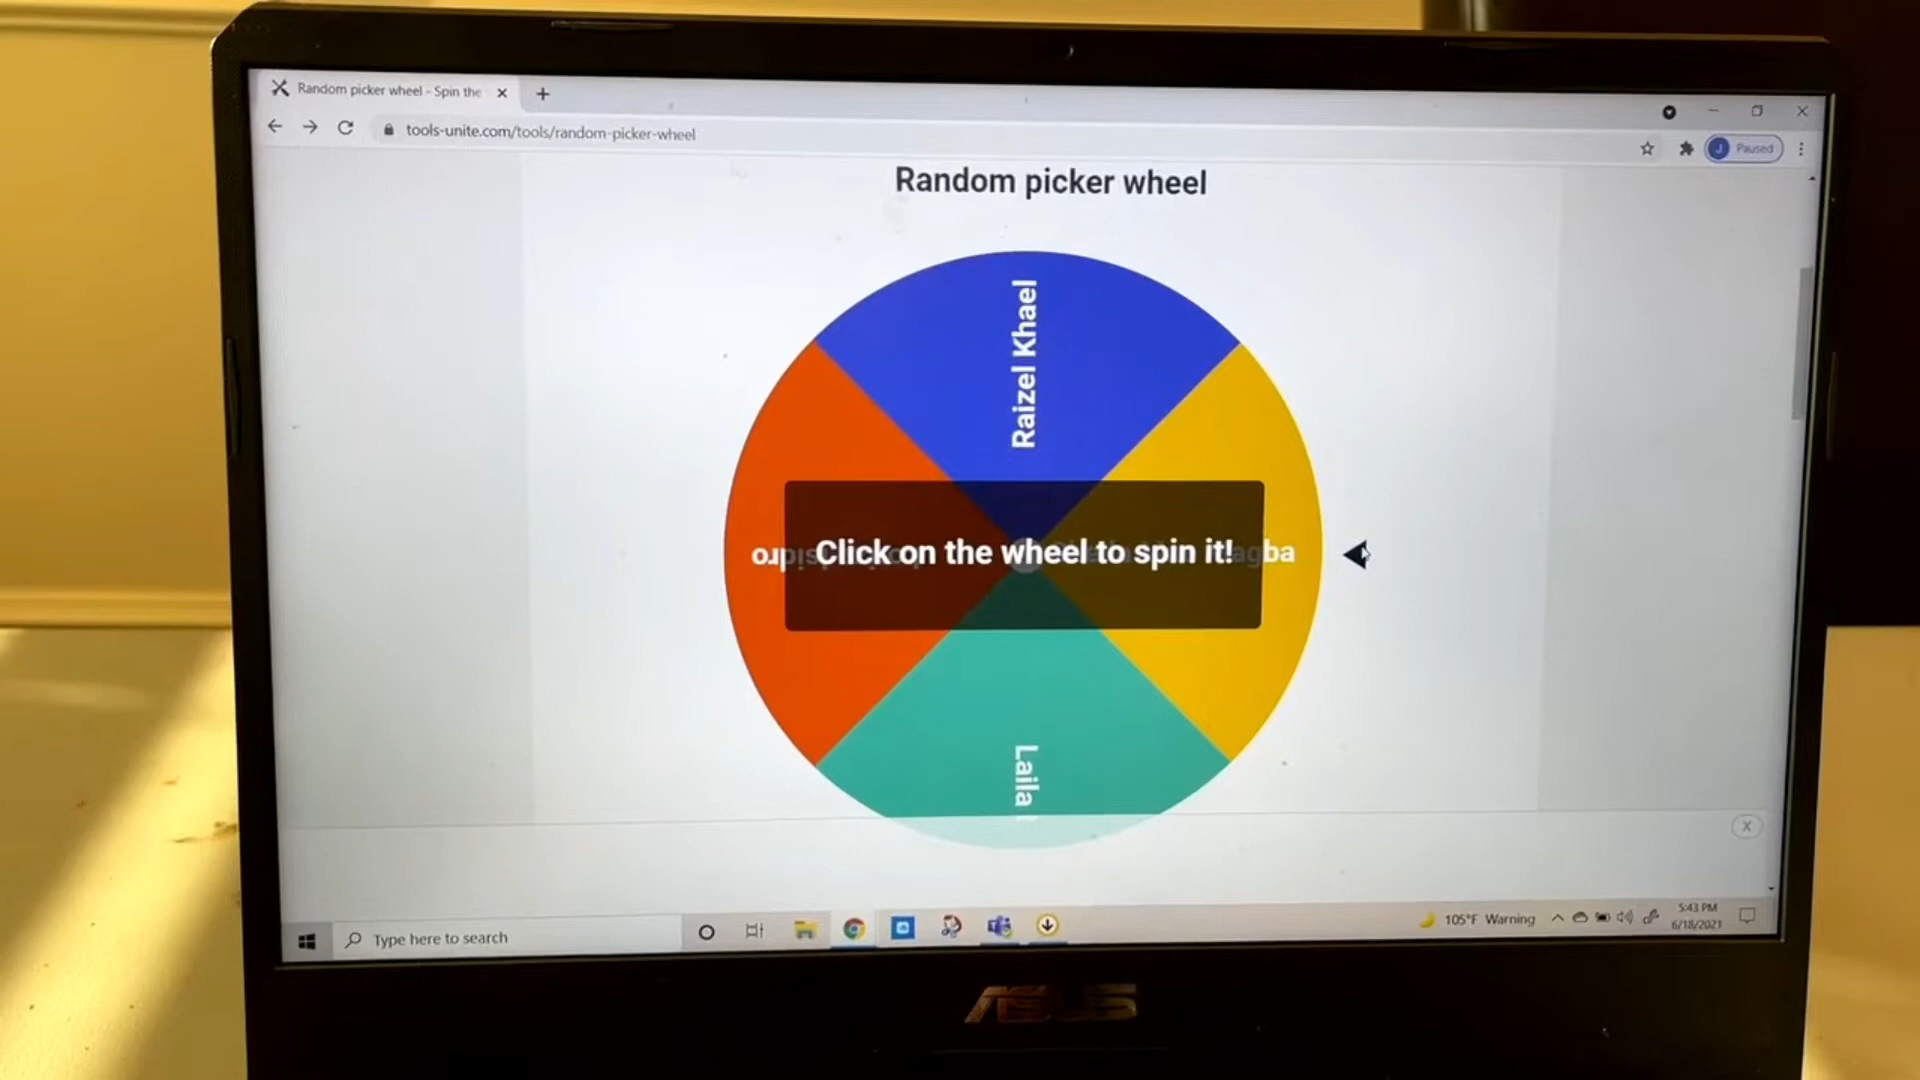 Random picker wheel - Spin the
tools-unite.com/tools/random-picker-wheel
J Paused
Random picker wheel
Raizel Khael
Click on the wheel to spin it!
Laila
X
Type here to search
105°F Warning
5:43 PM
6/18/2021
ASUS